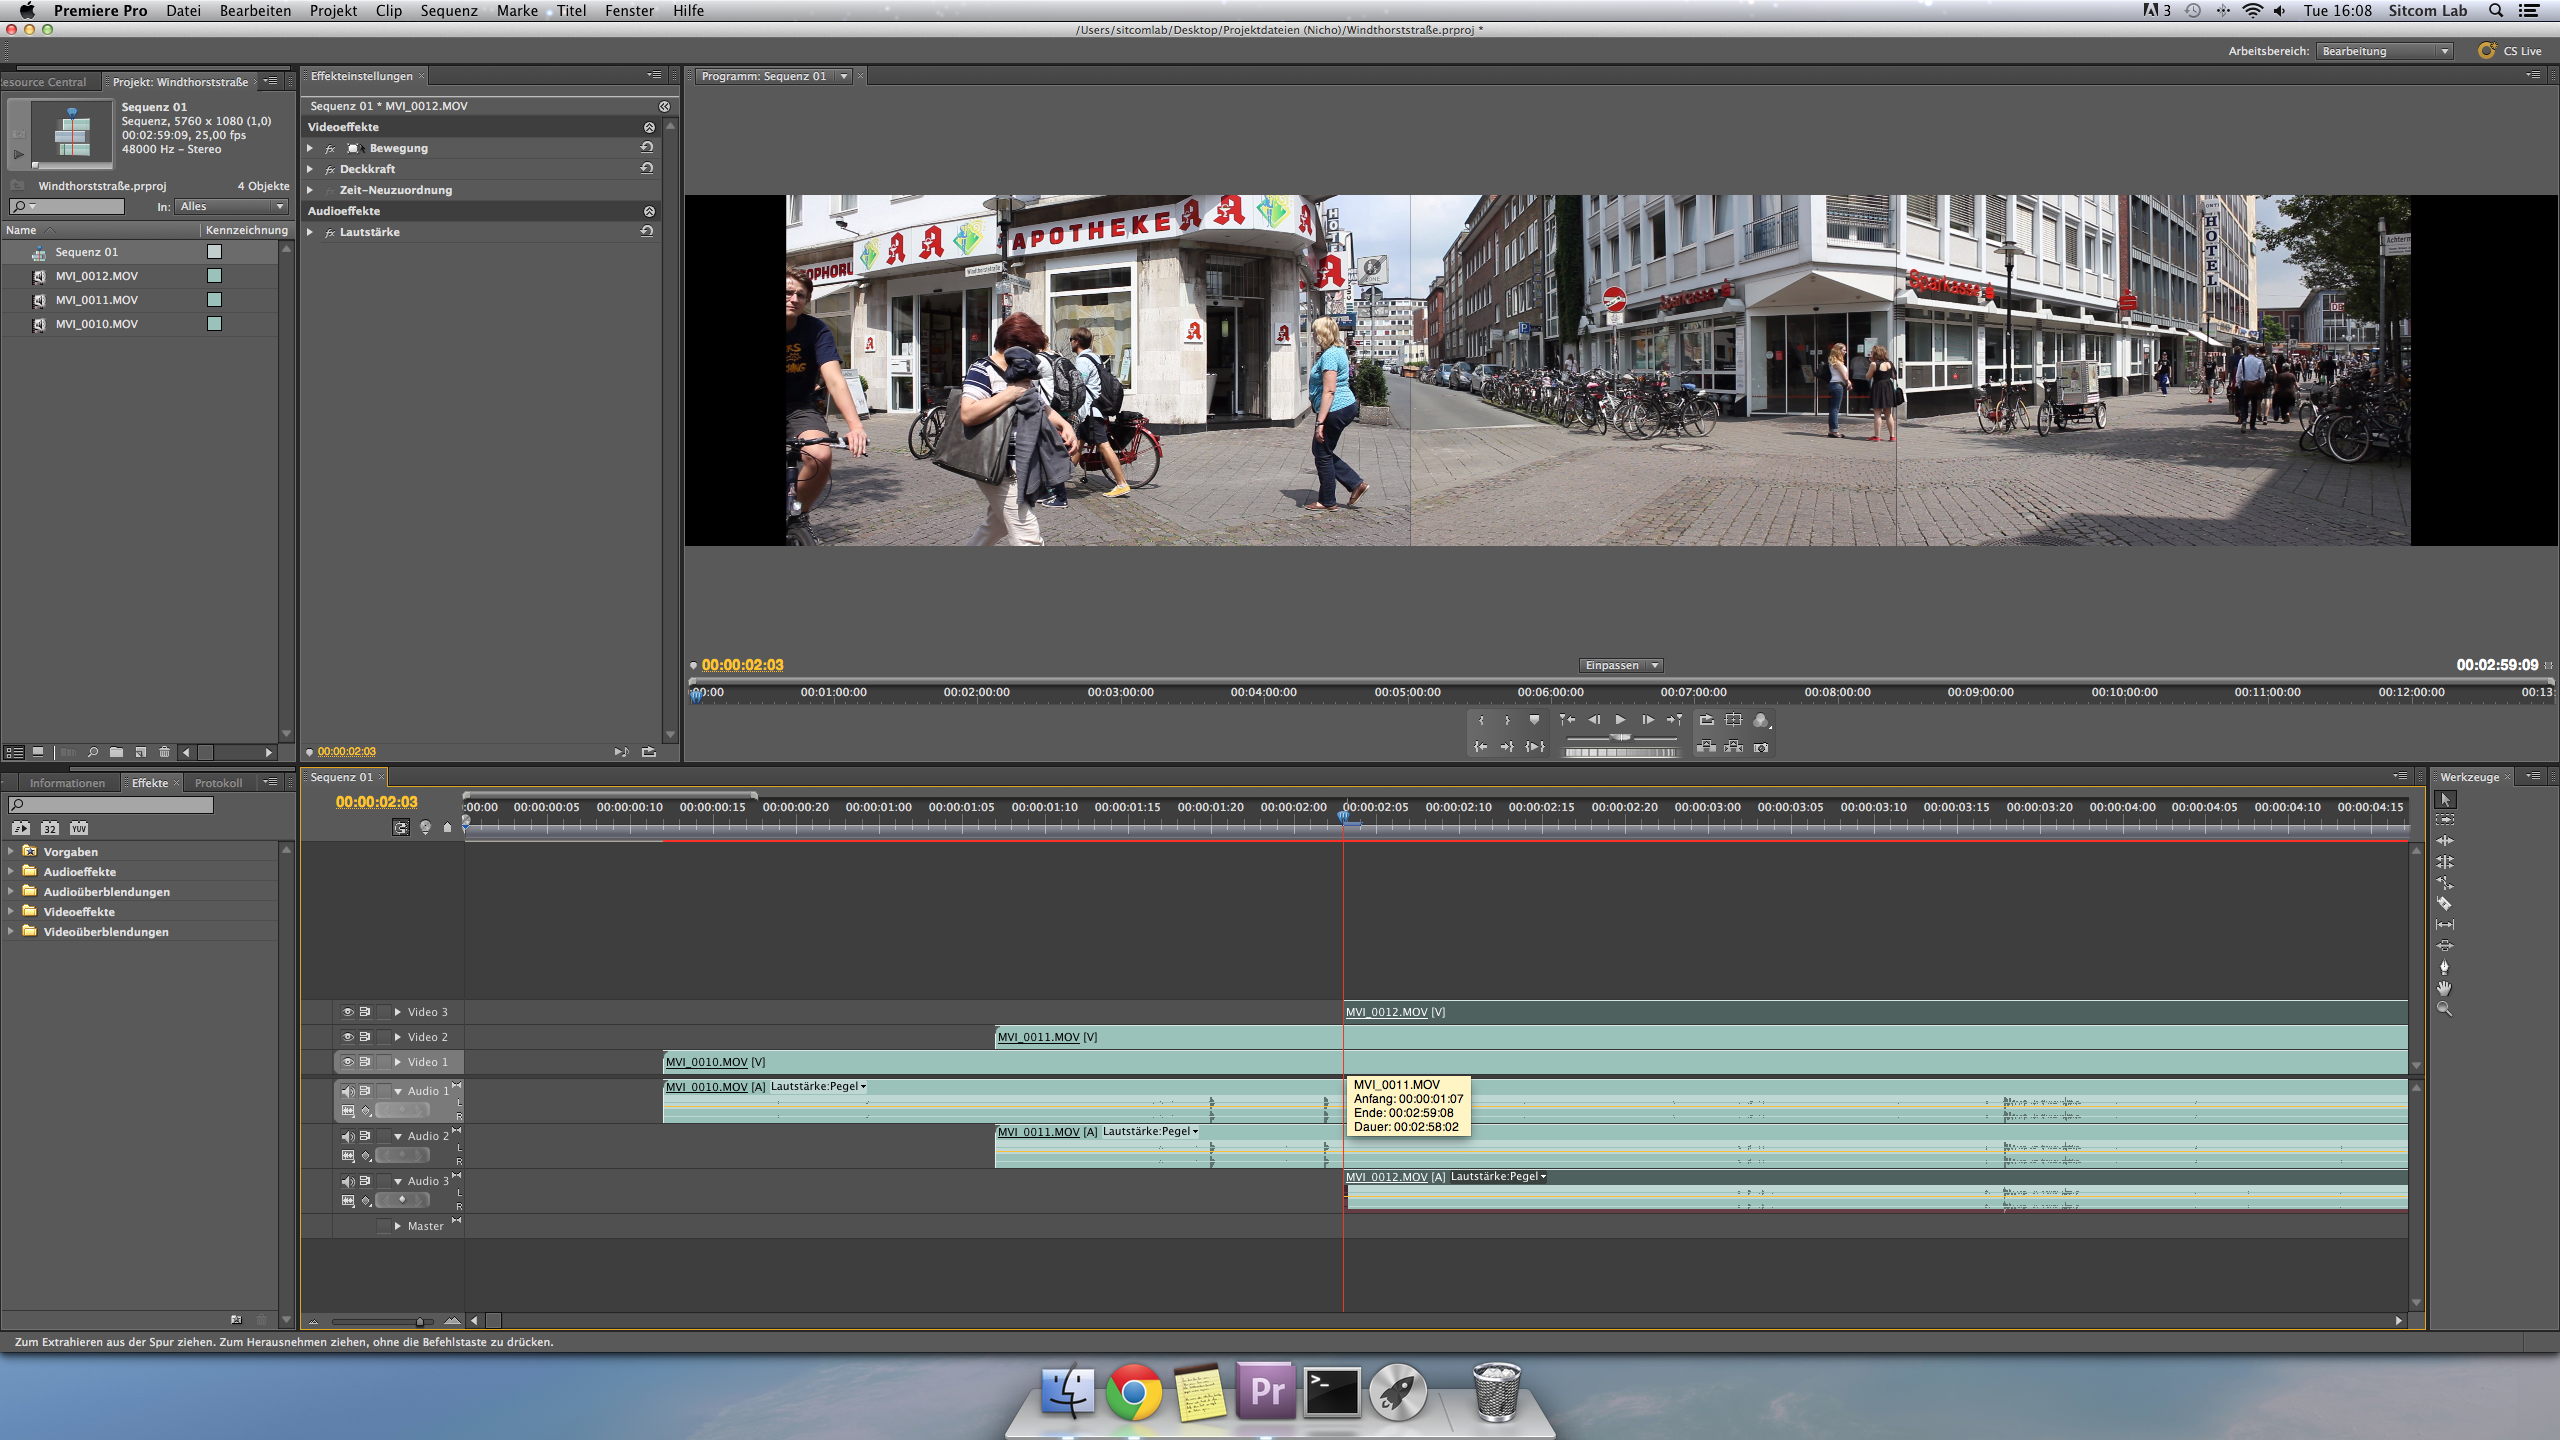 Premiere Pro Datei Bearbeiten Projekt Clip Sequenz Marke Titel Fenster Hilfe
3 Tue 16:08 Sitcom Lab
/Users/sitcomlab/Desktop/Projektdateien (Nicho)/Windthorststraße.prproj *
Arbeitsbereich: Bearbeitung CS Live
esource Central Projekt: Windthorststraße
Sequenz 01
Sequenz, 5760 x 1080 (1,0)
00:02:59:09, 25,00 fps
48000 Hz - Stereo
Windthorststraße.prproj 4 Objekte
In: Alles
Name Kennzeichnung
Sequenz 01
MVI_0012.MOV
MVI_0011.MOV
MVI_0010.MOV
Effekteinstellungen
Sequenz 01 * MVI_0012.MOV
Videoeffekte
fx Bewegung
fx Deckkraft
Zeit-Neuzuordnung
Audioeffekte
fx Lautstärke
00:00:02:03
Programm: Sequenz 01
OPHORU
APOTHEKE
Windthorststraße
HOTEL
Sparkasse
Sparkasse
HOTEL
Achterm
00:00:02:03 Einpassen 00:02:59:09
00:00 00:01:00:00 00:02:00:00 00:03:00:00 00:04:00:00 00:05:00:00 00:06:00:00 00:07:00:00 00:08:00:00 00:09:00:00 00:10:00:00 00:11:00:00 00:12:00:00 00:13:
Informationen Effekte Protokoll
32 YUV
Vorgaben
Audioeffekte
Audioüberblendungen
Videoeffekte
Videoüberblendungen
Sequenz 01
00:00:02:03
:00:00 00:00:00:05 00:00:00:10 00:00:00:15 00:00:00:20 00:00:01:00 00:00:01:05 00:00:01:10 00:00:01:15 00:00:01:20 00:00:02:00 00:00:02:05 00:00:02:10 00:00:02:15 00:00:02:20 00:00:03:00 00:00:03:05 00:00:03:10 00:00:03:15 00:00:03:20 00:00:04:00 00:00:04:05 00:00:04:10 00:00:04:15
Werkzeuge
Video 3 MVI_0012.MOV [V]
Video 2 MVI_0011.MOV [V]
Video 1 MVI_0010.MOV [V]
Audio 1 L R MVI_0010.MOV [A] Lautstärke:Pegel
MVI_0011.MOV
Anfang: 00:00:01:07
Ende: 00:02:59:08
Dauer: 00:02:58:02
Audio 2 L R MVI_0011.MOV [A] Lautstärke:Pegel
Audio 3 L R MVI_0012.MOV [A] Lautstärke:Pegel
Master
Zum Extrahieren aus der Spur ziehen. Zum Herausnehmen ziehen, ohne die Befehlstaste zu drücken.
Pr